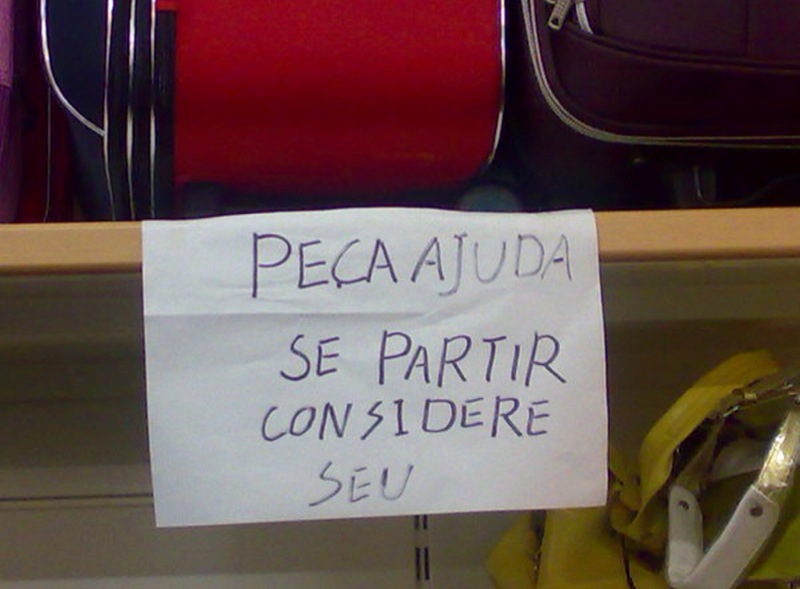 PEÇA AJUDA
SE PARTIR
CONSIDERE
SEU